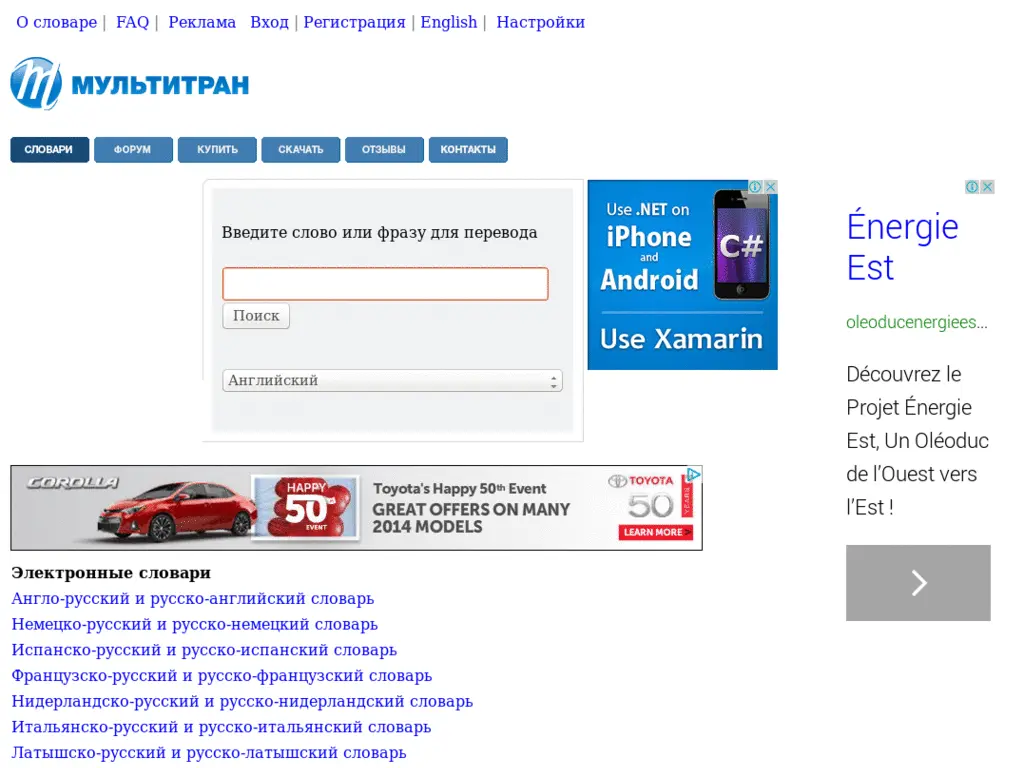 О словаре | FAQ | Реклама Вход | Регистрация | English | Настройки
МУЛЬТИТРАН
СЛОВАРИ ФОРУМ КУПИТЬ СКАЧАТЬ ОТЗЫВЫ КОНТАКТЫ
Введите слово или фразу для перевода
Поиск
Английский
Use .NET on
iPhone
and
Android
C#
Use Xamarin
Énergie
Est
oleoducenergiees...
Découvrez le
Projet Énergie
Est, Un Oléoduc
de l’Ouest vers
l’Est !
COROLLA
HAPPY
50th
EVENT
Toyota's Happy 50th Event
GREAT OFFERS ON MANY
2014 MODELS
TOYOTA
50 YEARS
LEARN MORE >
Электронные словари
Англо-русский и русско-английский словарь
Немецко-русский и русско-немецкий словарь
Испанско-русский и русско-испанский словарь
Французско-русский и русско-французский словарь
Нидерландско-русский и русско-нидерландский словарь
Итальянско-русский и русско-итальянский словарь
Латышско-русский и русско-латышский словарь